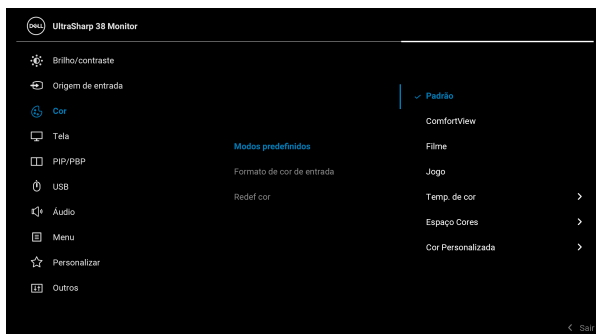 DELL UltraSharp 38 Monitor
Brilho/contraste
Origem de entrada
Cor
Tela
PIP/PBP
USB
Áudio
Menu
Personalizar
Outros
Modos predefinidos
Formato de cor de entrada
Redef cor
Padrão
ComfortView
Filme
Jogo
Temp. de cor
Espaço Cores
Cor Personalizada
Sair